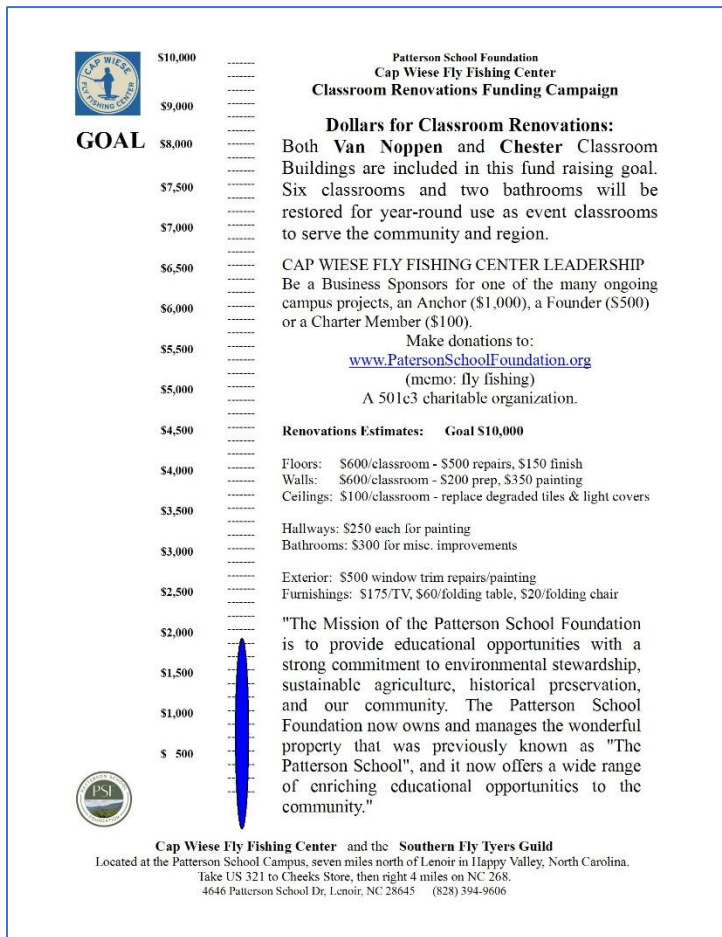 CAP WIESE
FLY FISHING CENTER
GOAL
$10,000
$9,000
$8,000
$7,500
$7,000
$6,500
$6,000
$5,500
$5,000
$4,500
$4,000
$3,500
$3,000
$2,500
$2,000
$1,500
$1,000
$ 500
Patterson School Foundation
Cap Wiese Fly Fishing Center
Classroom Renovations Funding Campaign
Dollars for Classroom Renovations:
Both Van Noppen and Chester Classroom
Buildings are included in this fund raising goal.
Six classrooms and two bathrooms will be
restored for year-round use as event classrooms
to serve the community and region.
CAP WIESE FLY FISHING CENTER LEADERSHIP
Be a Business Sponsors for one of the many ongoing
campus projects, an Anchor ($1,000), a Founder ($500)
or a Charter Member ($100).
Make donations to:
www.PatersonSchoolFoundation.org
(memo: fly fishing)
A 501c3 charitable organization.
Renovations Estimates: Goal $10,000
Floors: $600/classroom - $500 repairs, $150 finish
Walls: $600/classroom - $200 prep, $350 painting
Ceilings: $100/classroom - replace degraded tiles & light covers
Hallways: $250 each for painting
Bathrooms: $300 for misc. improvements
Exterior: $500 window trim repairs/painting
Furnishings: $175/TV, $60/folding table, $20/folding chair
"The Mission of the Patterson School Foundation
is to provide educational opportunities with a
strong commitment to environmental stewardship,
sustainable agriculture, historical preservation,
and our community. The Patterson School
Foundation now owns and manages the wonderful
property that was previously known as "The
Patterson School", and it now offers a wide range
of enriching educational opportunities to the
community."
PATTERSON SCHOOL
PSF
FOUNDATION
Cap Wiese Fly Fishing Center and the Southern Fly Tyers Guild
Located at the Patterson School Campus, seven miles north of Lenoir in Happy Valley, North Carolina.
Take US 321 to Cheeks Store, then right 4 miles on NC 268.
4646 Patterson School Dr, Lenoir, NC 28645 (828) 394-9606